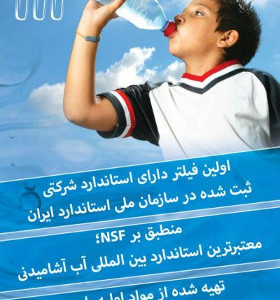 اولین فیلتر دارای استاندارد شرکتی
ثبت شده در سازمان ملی استاندارد ایران
منطبق بر NSF؛
معتبرترین استاندارد بین المللی آب آشامیدنی
تهیه شده از مواد اولیه